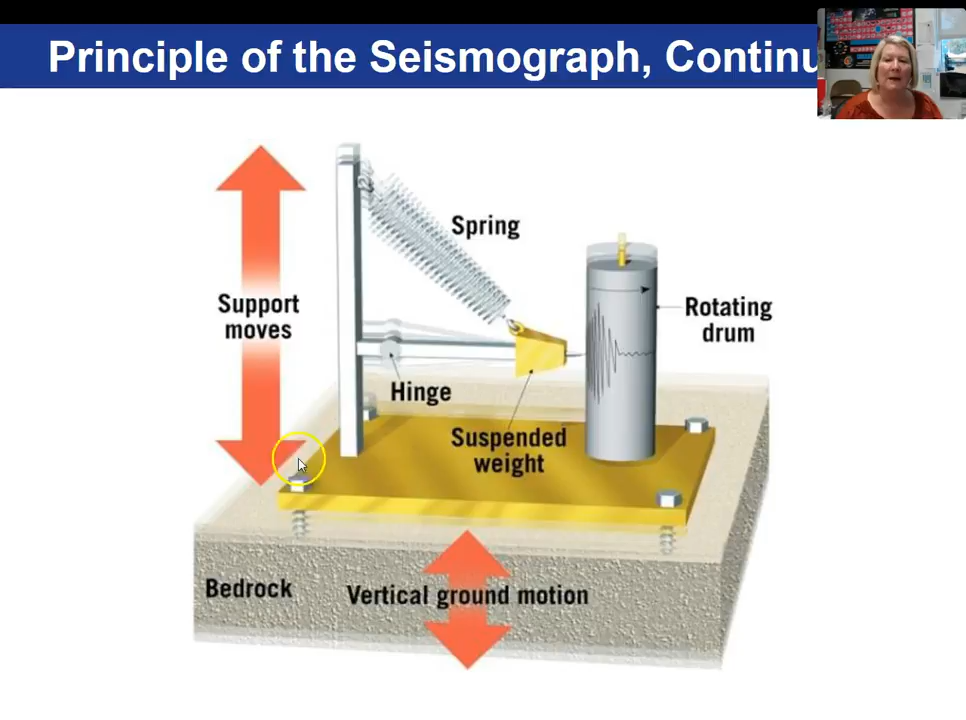 Principle of the Seismograph, Continu
Spring
Support
moves
Rotating
drum
Hinge
Suspended
weight
Bedrock
Vertical ground motion